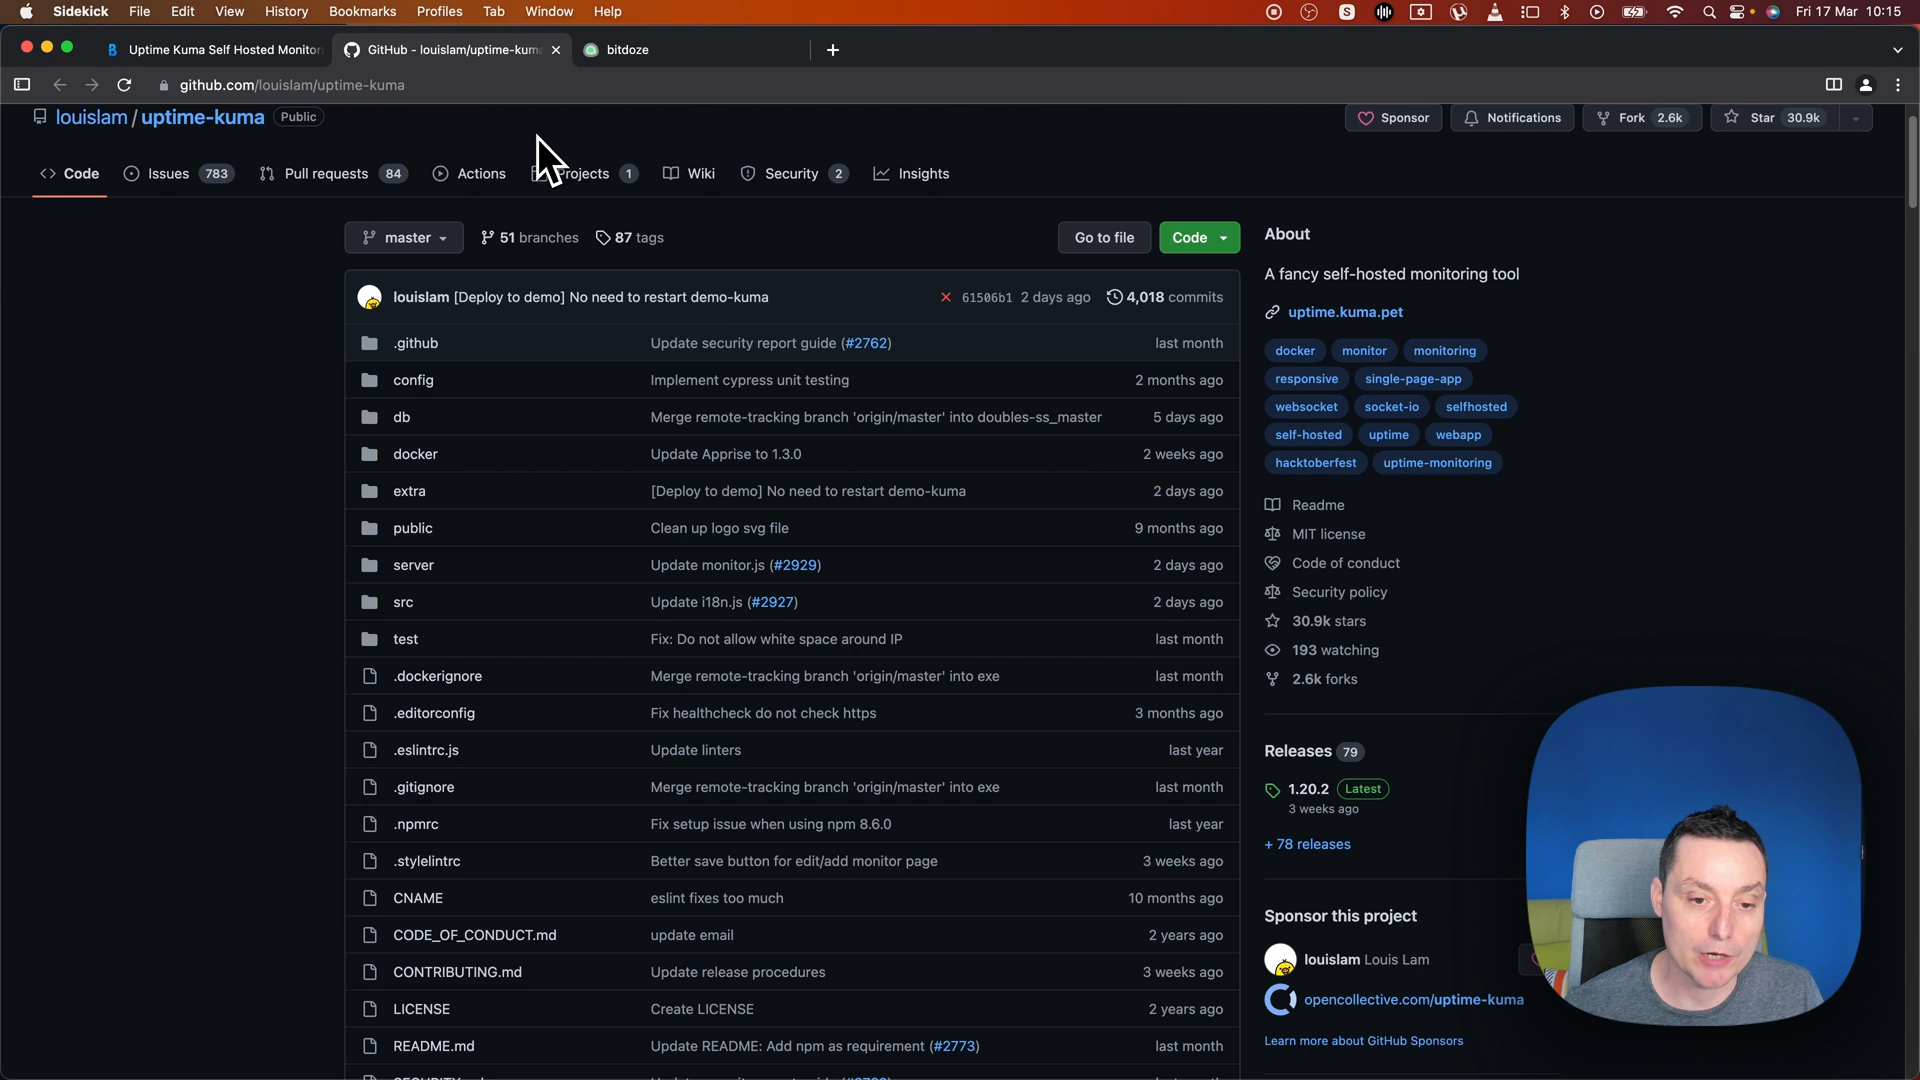 Sidekick File Edit View History Bookmarks Profiles Tab Window Help Fri 17 Mar 10:15
Uptime Kuma Self Hosted Monitor GitHub - louislam/uptime-kuma bitdoze
github.com/louislam/uptime-kuma
louislam / uptime-kuma Public Sponsor Notifications Fork 2.6k Star 30.9k
Code Issues 783 Pull requests 84 Actions Projects 1 Wiki Security 2 Insights
master 51 branches 87 tags Go to file Code
louislam [Deploy to demo] No need to restart demo-kuma 61506b1 2 days ago 4,018 commits
.github Update security report guide (#2762) last month
config Implement cypress unit testing 2 months ago
db Merge remote-tracking branch 'origin/master' into doubles-ss_master 5 days ago
docker Update Apprise to 1.3.0 2 weeks ago
extra [Deploy to demo] No need to restart demo-kuma 2 days ago
public Clean up logo svg file 9 months ago
server Update monitor.js (#2929) 2 days ago
src Update i18n.js (#2927) 2 days ago
test Fix: Do not allow white space around IP last month
.dockerignore Merge remote-tracking branch 'origin/master' into exe last month
.editorconfig Fix healthcheck do not check https 3 months ago
.eslintrc.js Update linters last year
.gitignore Merge remote-tracking branch 'origin/master' into exe last month
.npmrc Fix setup issue when using npm 8.6.0 last year
.stylelintrc Better save button for edit/add monitor page 3 weeks ago
CNAME eslint fixes too much 10 months ago
CODE_OF_CONDUCT.md update email 2 years ago
CONTRIBUTING.md Update release procedures 3 weeks ago
LICENSE Create LICENSE 2 years ago
README.md Update README: Add npm as requirement (#2773) last month
About
A fancy self-hosted monitoring tool
uptime.kuma.pet
docker monitor monitoring
responsive single-page-app
websocket socket-io selfhosted
self-hosted uptime webapp
hacktoberfest uptime-monitoring
Readme
MIT license
Code of conduct
Security policy
30.9k stars
193 watching
2.6k forks
Releases 79
1.20.2 Latest
3 weeks ago
+ 78 releases
Sponsor this project
louislam Louis Lam
opencollective.com/uptime-kuma
Learn more about GitHub Sponsors